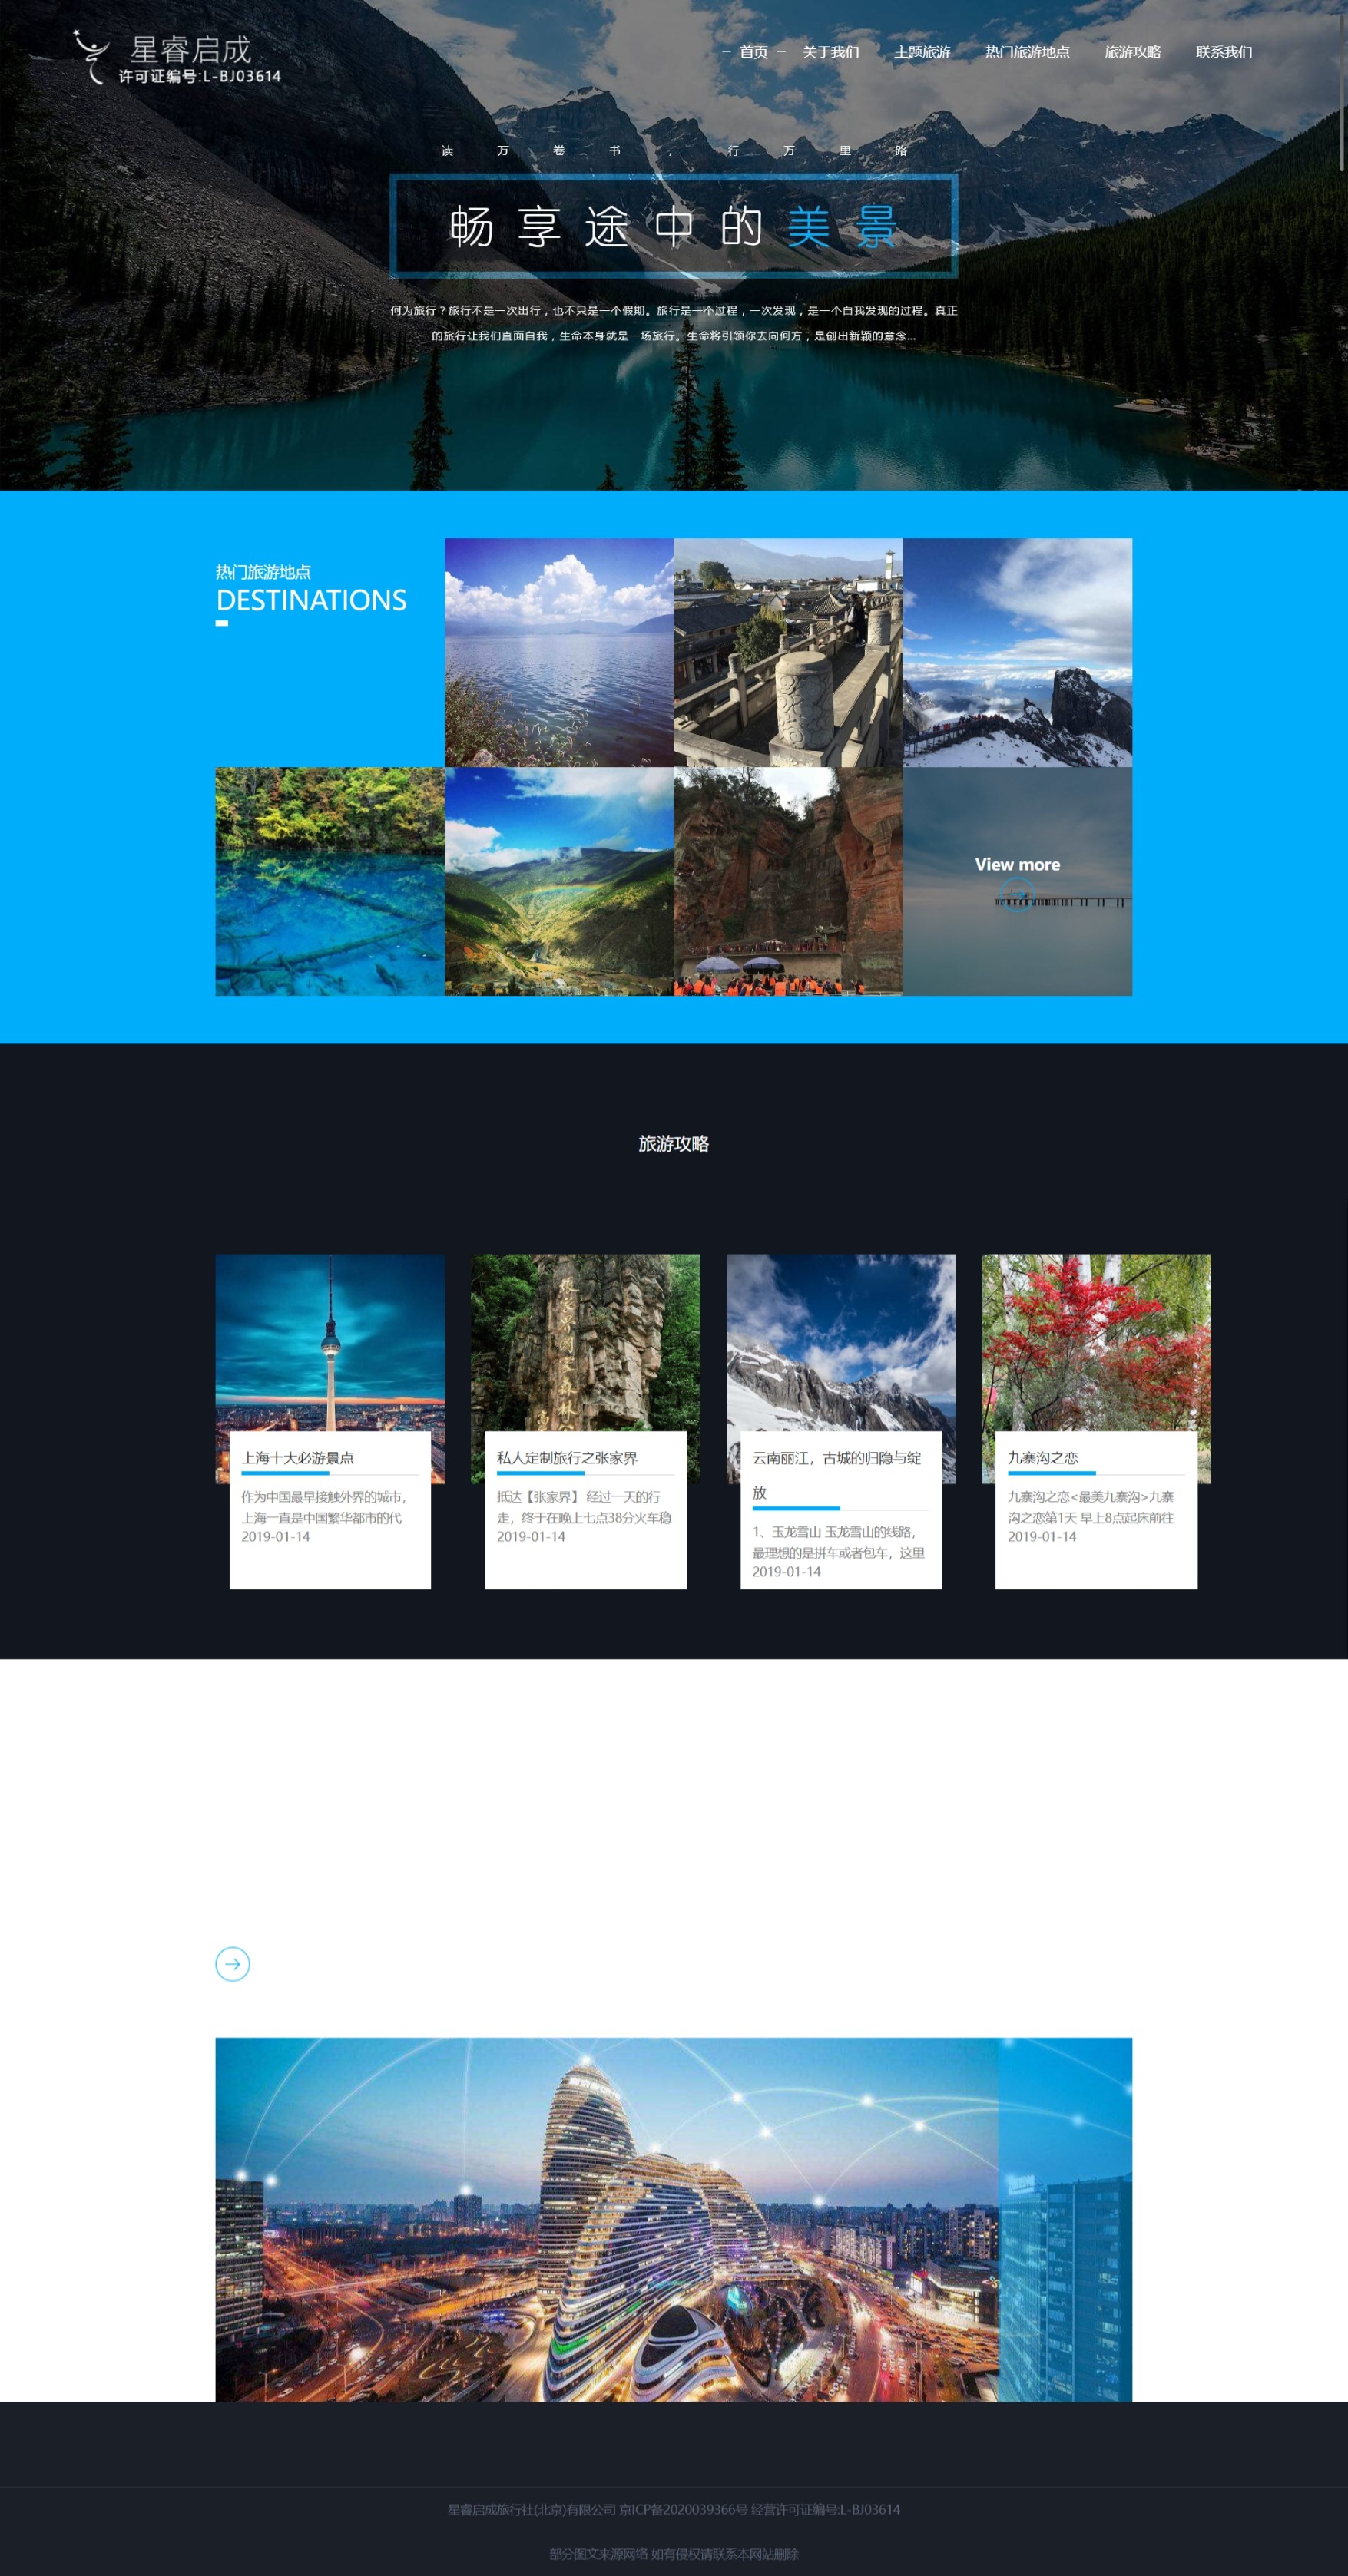 星睿启成
许可证编号:L-BJ03614
首页
关于我们
主题旅游
热门旅游地点
旅游攻略
联系我们
读万卷书，行万里路
畅享途中的美景
何为旅行？旅行不是一次出行，也不只是一个假期。旅行是一个过程，一次发现，是一个自我发现的过程。真正
的旅行让我们直面自我，生命本身就是一场旅行。生命将引领你去向何方，是创出新颖的意念...
热门旅游地点
DESTINATIONS
View more
旅游攻略
张家界国家森林公
上海十大必游景点
作为中国最早接触外界的城市，
上海一直是中国繁华都市的代
2019-01-14
私人定制旅行之张家界
抵达【张家界】 经过一天的行
走，终于在晚上七点38分火车稳
2019-01-14
云南丽江，古城的归隐与绽
放
1、玉龙雪山 玉龙雪山的线路，
最理想的是拼车或者包车，这里
2019-01-14
九寨沟之恋
九寨沟之恋<最美九寨沟>九寨
沟之恋第1天 早上8点起床前往
2019-01-14
星睿启成旅行社(北京)有限公司 京ICP备2020039366号 经营许可证编号:L-BJ03614
部分图文来源网络 如有侵权请联系本网站删除